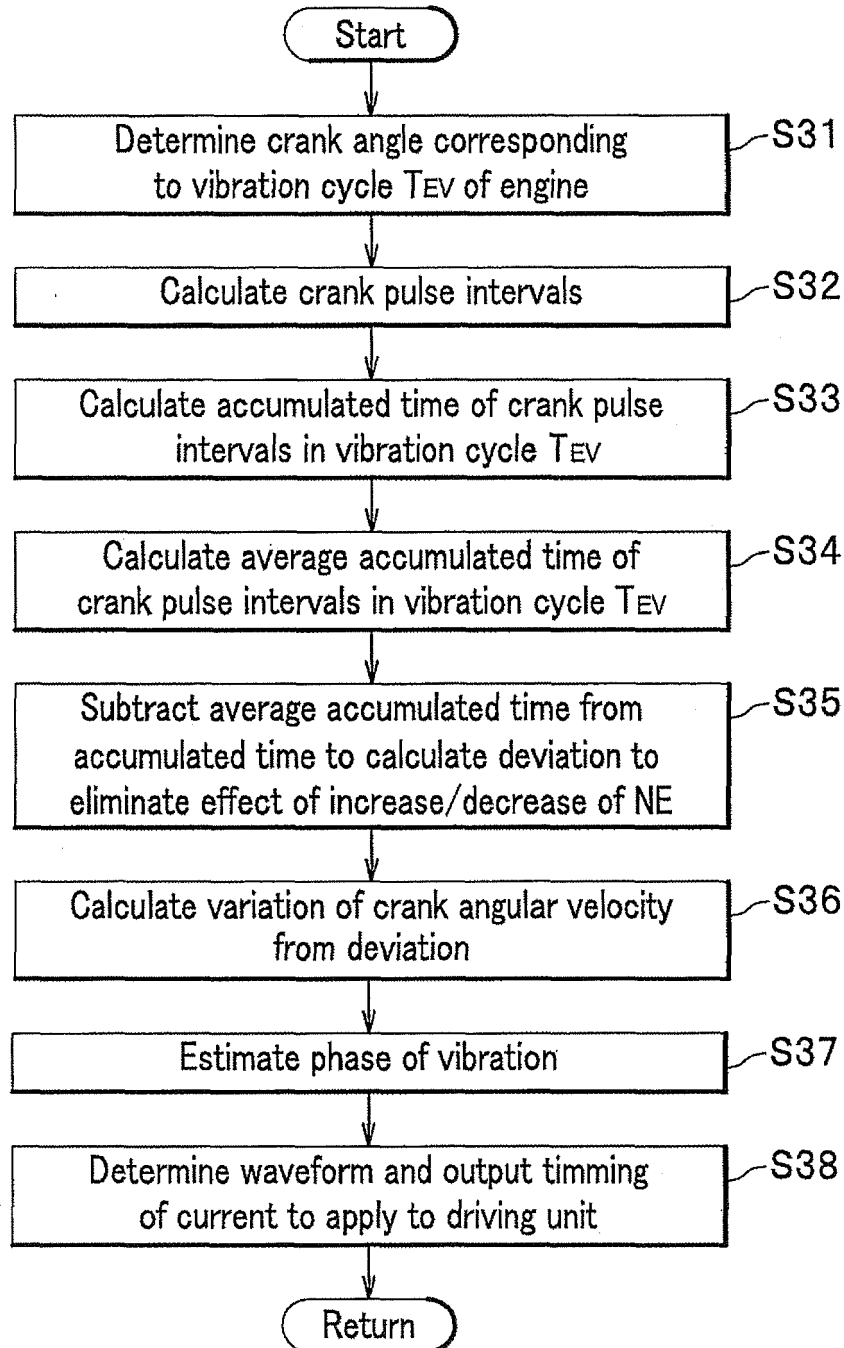 Start
Determine crank angle corresponding
to vibration cycle TEV of engine
S31
Calculate crank pulse intervals
S32
Calculate accumulated time of crank pulse
intervals in vibration cycle TEV
S33
Calculate average accumulated time of
crank pulse intervals in vibration cycle TEV
S34
Subtract average accumulated time from
accumulated time to calculate deviation to
eliminate effect of increase/decrease of NE
S35
Calculate variation of crank angular velocity
from deviation
S36
Estimate phase of vibration
S37
Determine waveform and output timming
of current to apply to driving unit
S38
Return